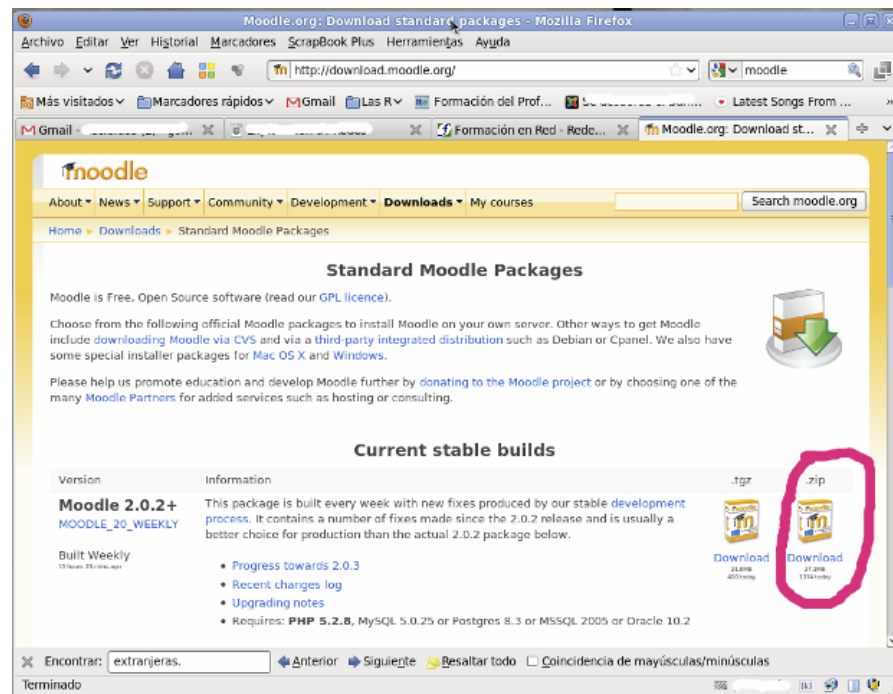 Moodle.org: Download standard packages - Mozilla Firefox
Archivo Editar Ver Historial Marcadores ScrapBook Plus Herramientas Ayuda
http://download.moodle.org/ moodle
Más visitados Marcadores rápidos Gmail Las R Formación del Prof... Latest Songs From ...
Gmail - Formación en Red - Rede... Moodle.org: Download st...
moodle
About News Support Community Development Downloads My courses Search moodle.org
Home Downloads Standard Moodle Packages
Standard Moodle Packages
Moodle is Free, Open Source software (read our GPL licence).
Choose from the following official Moodle packages to install Moodle on your own server. Other ways to get Moodle
include downloading Moodle via CVS and via a third-party integrated distribution such as Debian or Cpanel. We also have
some special installer packages for Mac OS X and Windows.
Please help us promote education and develop Moodle further by donating to the Moodle project or by choosing one of the
many Moodle Partners for added services such as hosting or consulting.
Current stable builds
Version Information .tgz .zip
Moodle 2.0.2+
MOODLE_20_WEEKLY
Built Weekly
This package is built every week with new fixes produced by our stable development
process. It contains a number of fixes made since the 2.0.2 release and is usually a
better choice for production than the actual 2.0.2 package below.
• Progress towards 2.0.3
• Recent changes log
• Upgrading notes
• Requires: PHP 5.2.8, MySQL 5.0.25 or Postgres 8.3 or MSSQL 2005 or Oracle 10.2
Download Download
Encontrar: extranjeras. Anterior Siguiente Resaltar todo Coincidencia de mayúsculas/minúsculas
Terminado